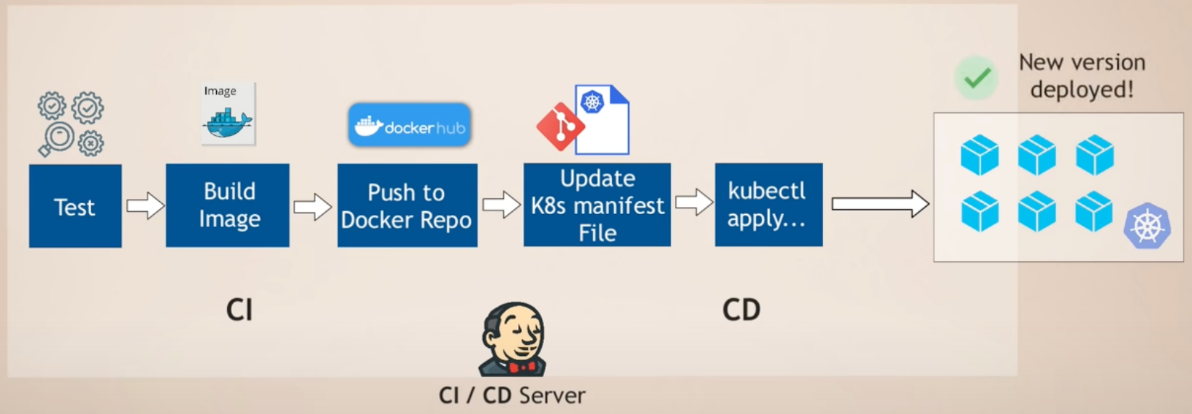 New version
deployed!
Image
dockerhub
Test
Build
Image
Push to
Docker Repo
Update
K8s manifest
File
kubectl
apply...
CI
CD
CI / CD Server